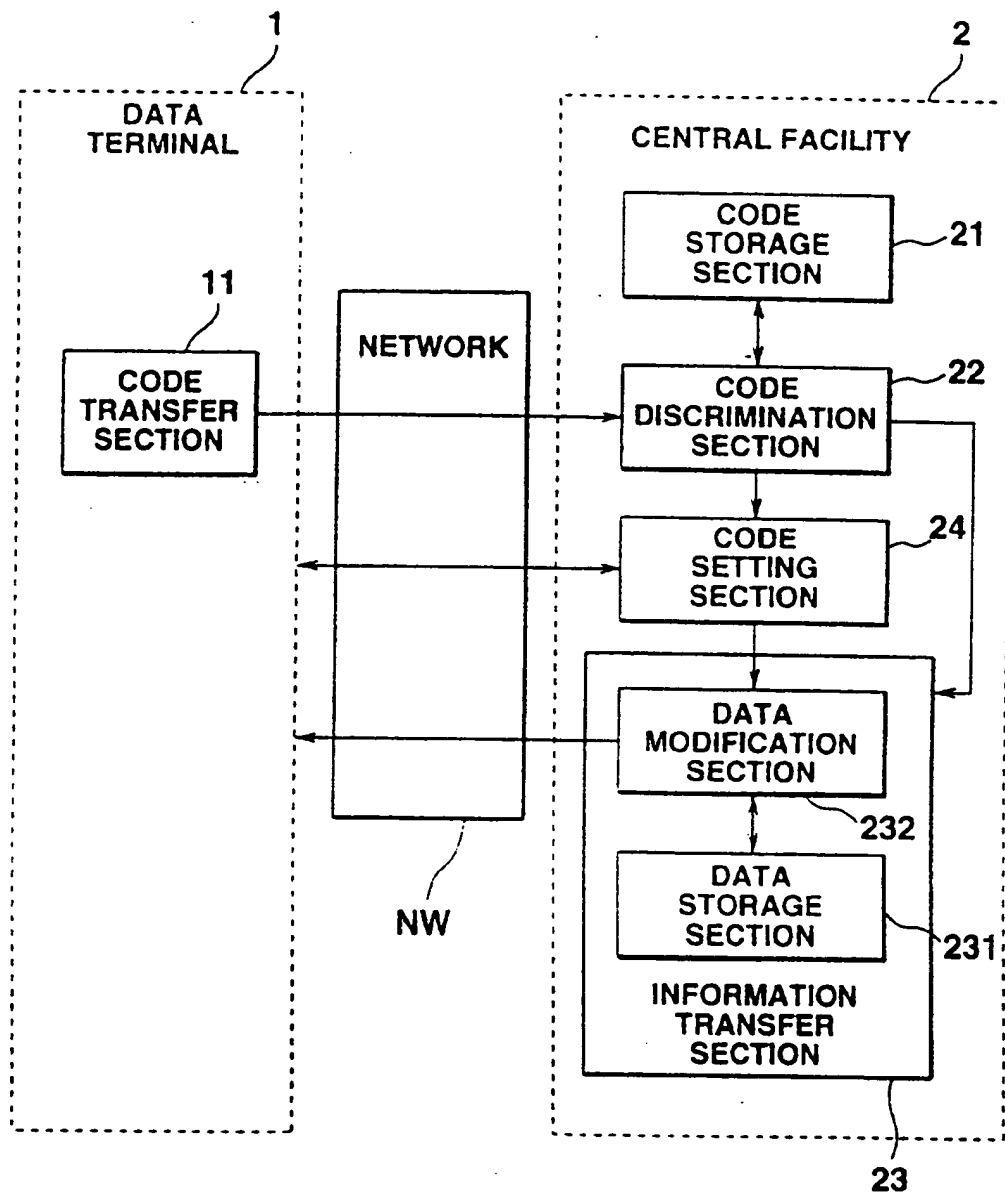 1
DATA
TERMINAL
11
CODE
TRANSFER
SECTION
NETWORK
NW
2
CENTRAL FACILITY
CODE
STORAGE
SECTION
21
CODE
DISCRIMINATION
SECTION
22
CODE
SETTING
SECTION
24
DATA
MODIFICATION
SECTION
232
DATA
STORAGE
SECTION
231
INFORMATION
TRANSFER
SECTION
23